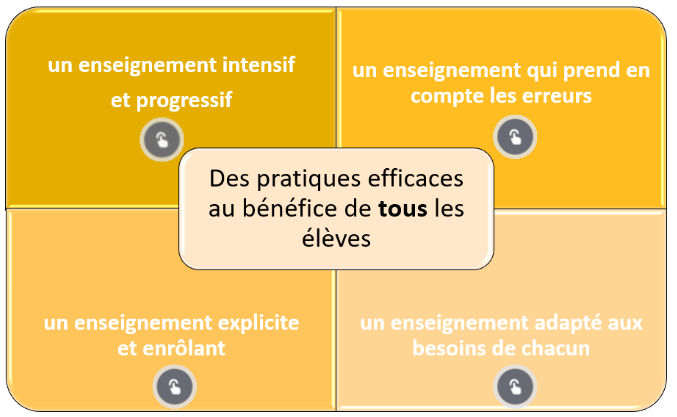 un enseignement intensif
et progressif
un enseignement qui prend en
compte les erreurs
Des pratiques efficaces
au bénéfice de tous les
élèves
un enseignement explicite
et enrôlant
un enseignement adapté aux
besoins de chacun